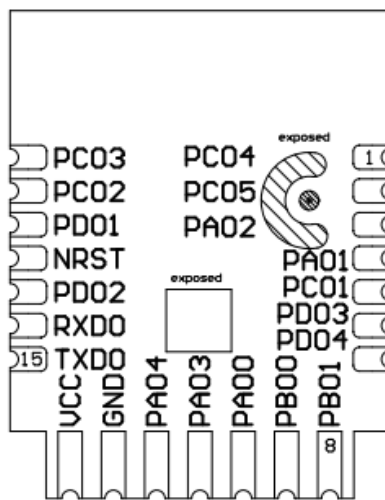 exposed
PC03 PC04 1
PC02 PC05
PD01 PA02
NRST PA01
exposed
PD02 PC01
RXD0 PD03
PD04
15 TXD0
VCC GND PA04 PA03 PA00 PB00 PB01
8